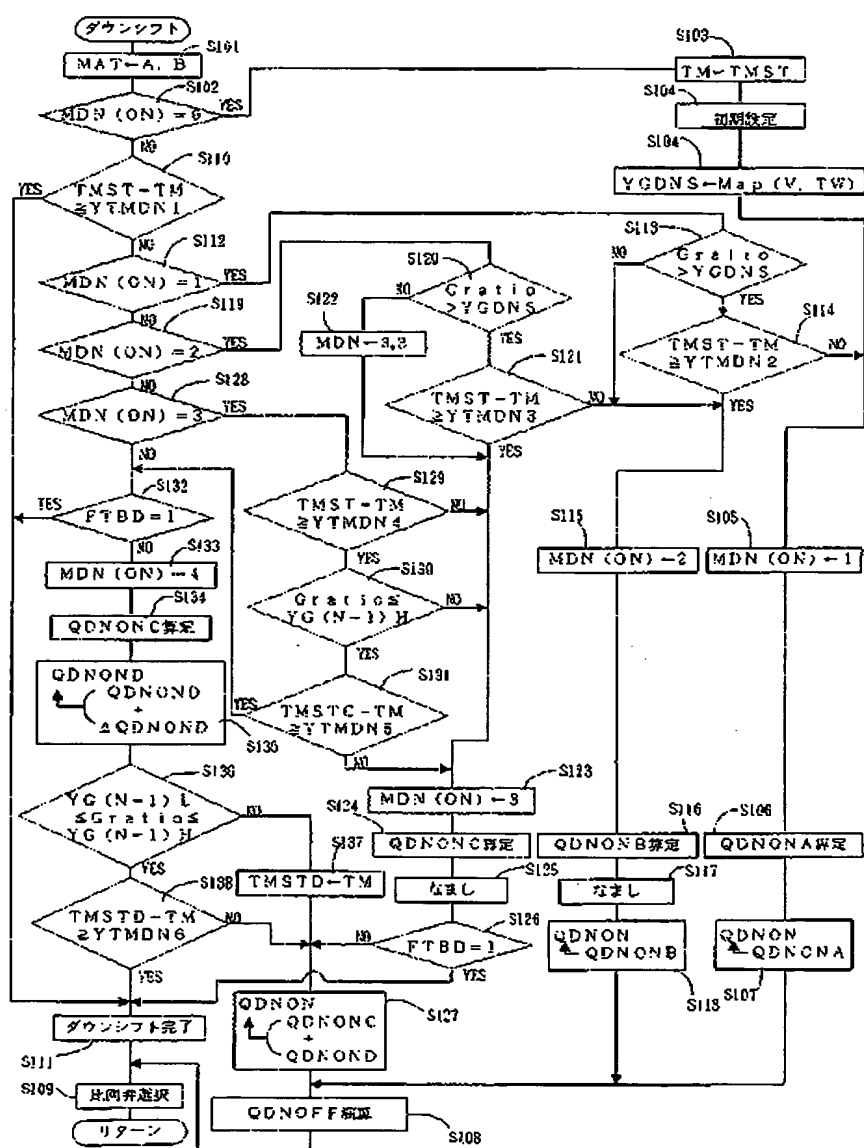 ダウンシフト
S101
MAT←A, B
S102
MDN (ON) = 0
YES
NO
S103
TM←TMST
S104
初期設定
S104
YGDNS←Map (V, TW)
S110
YES
TMST-TM
≧YTMDN1
NO
S112
MDN (ON) = 1
YES
NO
S113
NO
Gratio
>YGDNS
YES
S114
TMST-TM
≧YTMDN2
NO
YES
S119
MDN (ON) = 2
YES
NO
S120
NO
Gratio
>YGDNS
YES
S122
S121
TMST-TM
≧YTMDN3
NO
YES
S128
MDN (ON) = 3
YES
NO
S129
TMST-TM
≧YTMDN4
NO
YES
S130
Gratio≦
YG (N-1) H
NO
YES
S131
YES
TMSTC-TM
≧YTMDN5
NO
S132
YES
FTBD=1
NO
S133
MDN (ON) ←4
S134
QDNONC算定
QDNOND
QDNOND
+
ΔQDNOND
S135
S115
MDN (ON) ←2
S105
MDN (ON) ←1
S136
YG (N-1) L
≦Gratio≦
YG (N-1) H
NO
YES
S123
MDN (ON) ←3
S124
QDNONC算定
S125
なまし
S126
NO
FTBD=1
YES
S116
QDNONB算定
S117
なまし
QDNON
QDNONB
S118
S106
QDNONA算定
QDNON
QDNONA
S107
S137
TMSTD←TM
S138
TMSTD-TM
≧YTMDN6
NO
YES
QDNON
QDNONC
+
QDNOND
S127
ダウンシフト完了
S111
S109
比例弁選択
QDNOFF演算
S108
リターン